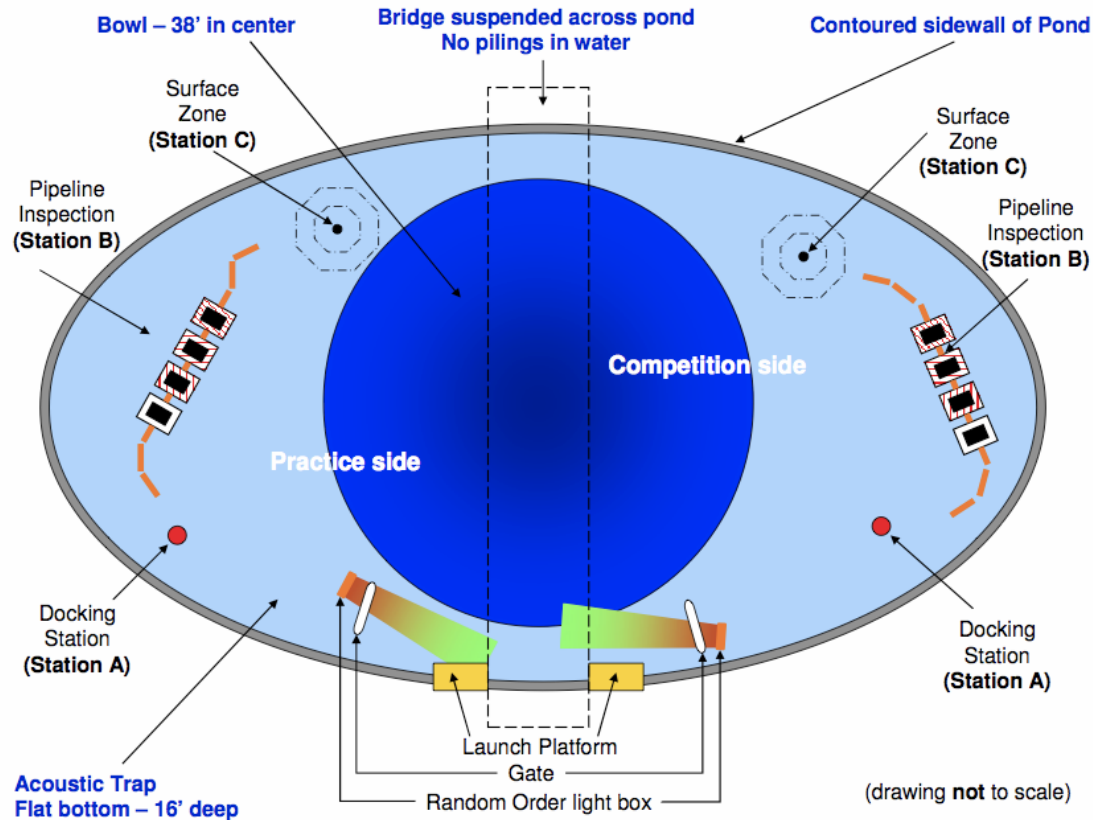 Bridge suspended across pond
No pilings in water
Bowl – 38’ in center
Contoured sidewall of Pond
Surface
Zone
(Station C)
Surface
Zone
(Station C)
Pipeline
Inspection
(Station B)
Pipeline
Inspection
(Station B)
Competition side
Practice side
Docking
Station
(Station A)
Docking
Station
(Station A)
Launch Platform
Gate
Random Order light box
Acoustic Trap
Flat bottom – 16’ deep
(drawing not to scale)